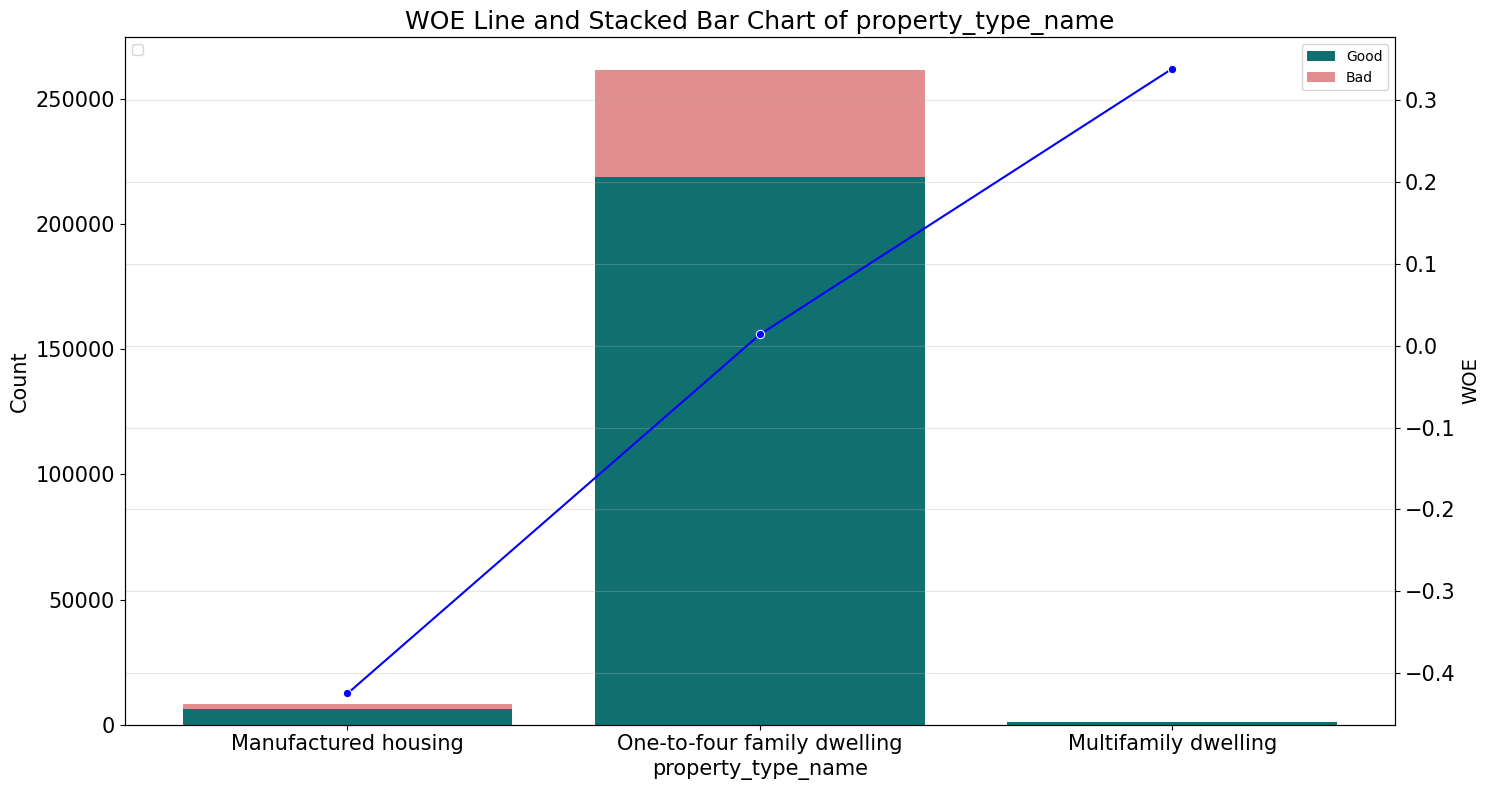 WOE Line and Stacked Bar Chart of property_type_name
Good
Bad
250000
200000
150000
100000
50000
0
Count
0.3
0.2
0.1
0.0
−0.1
−0.2
−0.3
−0.4
WOE
Manufactured housing
One-to-four family dwelling
Multifamily dwelling
property_type_name